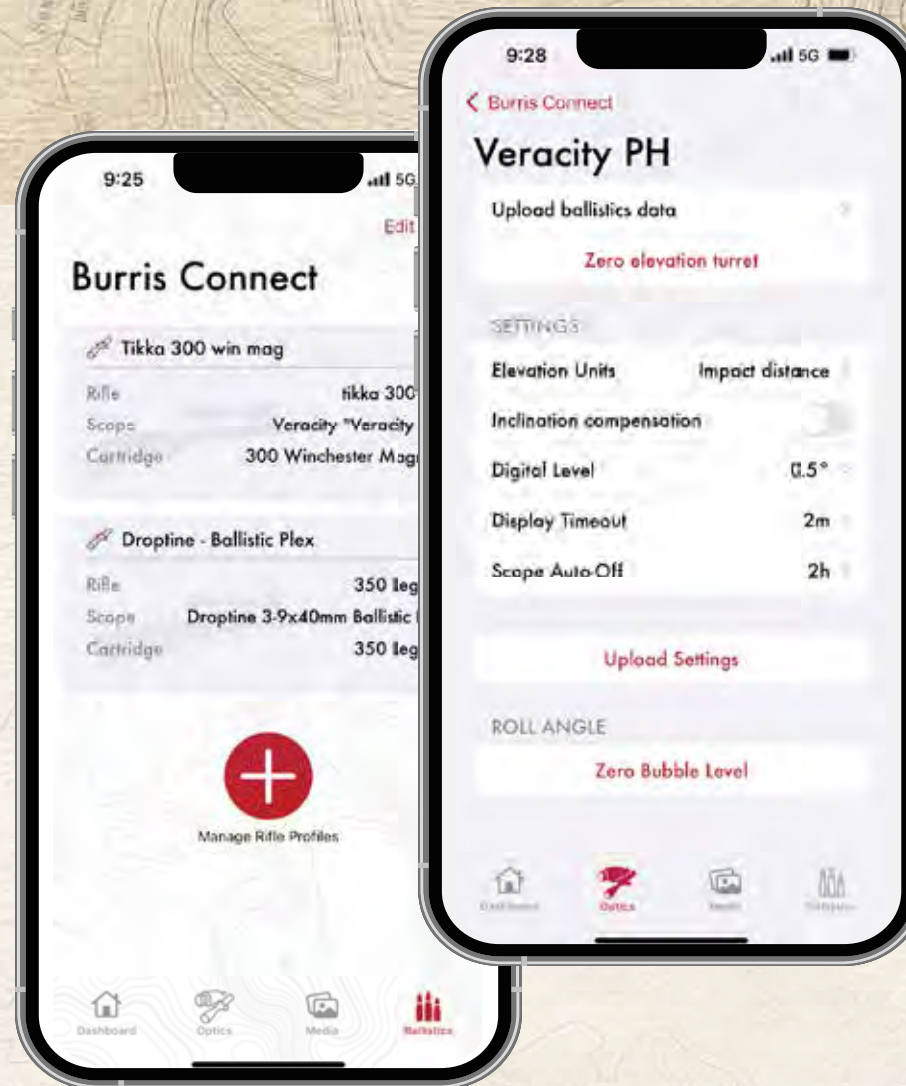 9:25
5G
Edit
Burris Connect
Tikka 300 win mag
Rifle tikka 300
Scope Veracity "Veracity
Cartridge 300 Winchester Mag
Droptine - Ballistic Plex
Rifle 350 leg
Scope Droptine 3-9x40mm Ballistic
Cartridge 350 leg
Manage Rifle Profiles
Dashboard Optics Media Ballistics
9:28 5G
Burris Connect
Veracity PH
Upload ballistics data
Zero elevation turret
SETTINGS
Elevation Units Impact distance
Inclination compensation
Digital Level 0.5°
Display Timeout 2m
Scope Auto-Off 2h
Upload Settings
ROLL ANGLE
Zero Bubble Level
Dashboard Optics Media